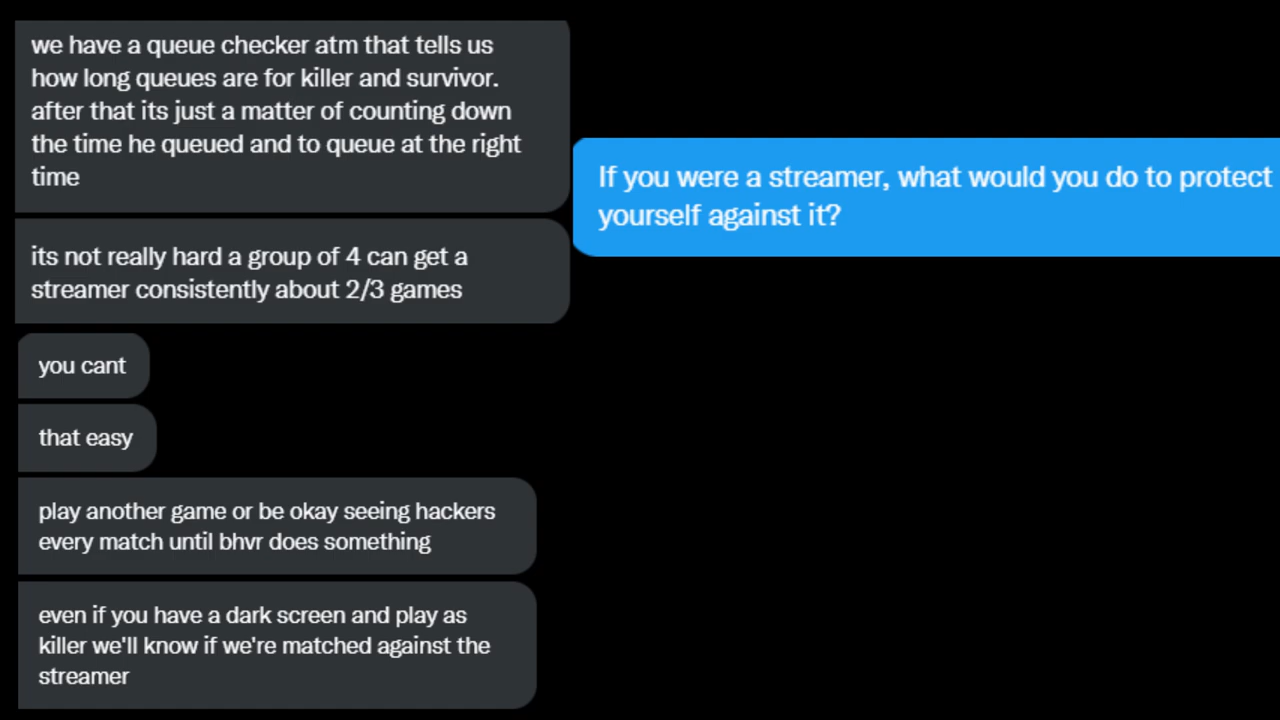 we have a queue checker atm that tells us
how long queues are for killer and survivor.
after that its just a matter of counting down
the time he queued and to queue at the right
time
its not really hard a group of 4 can get a
streamer consistently about 2/3 games
If you were a streamer, what would you do to protect
yourself against it?
you cant
that easy
play another game or be okay seeing hackers
every match until bhvr does something
even if you have a dark screen and play as
killer we'll know if we're matched against the
streamer